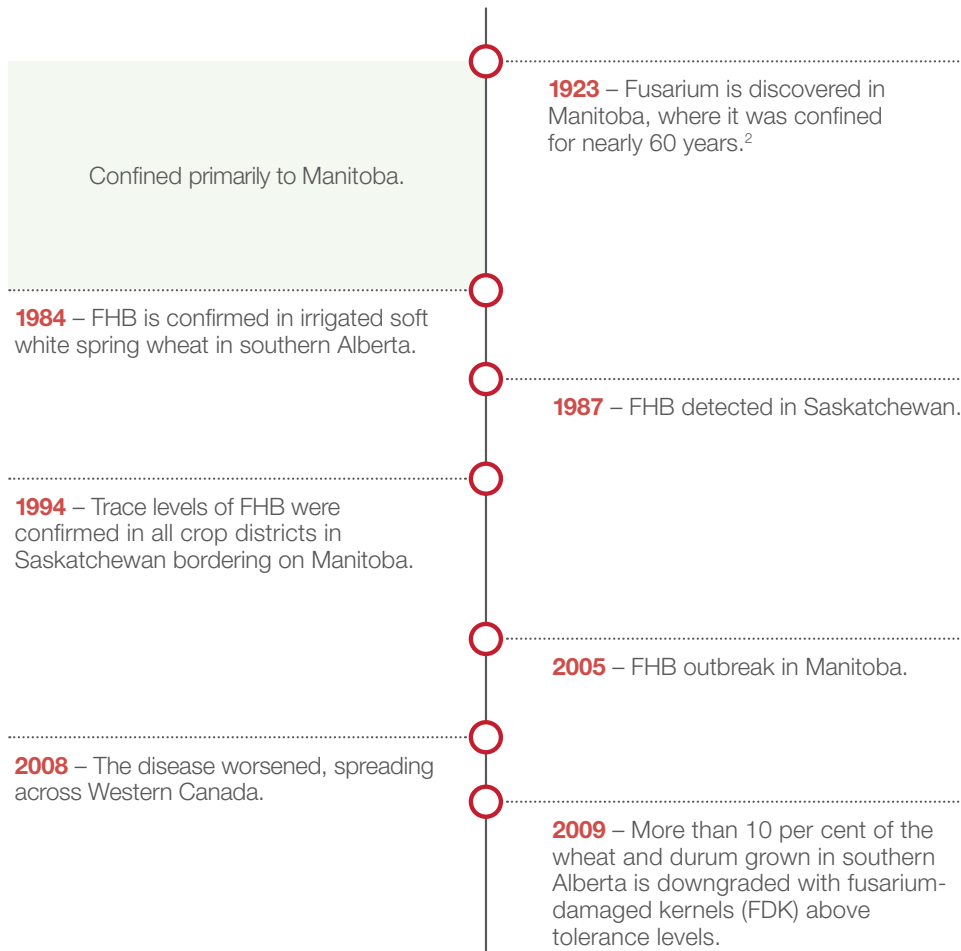 1923 – Fusarium is discovered in
Manitoba, where it was confined
for nearly 60 years.²
Confined primarily to Manitoba.
1984 – FHB is confirmed in irrigated soft
white spring wheat in southern Alberta.
1987 – FHB detected in Saskatchewan.
1994 – Trace levels of FHB were
confirmed in all crop districts in
Saskatchewan bordering on Manitoba.
2005 – FHB outbreak in Manitoba.
2008 – The disease worsened, spreading
across Western Canada.
2009 – More than 10 per cent of the
wheat and durum grown in southern
Alberta is downgraded with fusarium-
damaged kernels (FDK) above
tolerance levels.